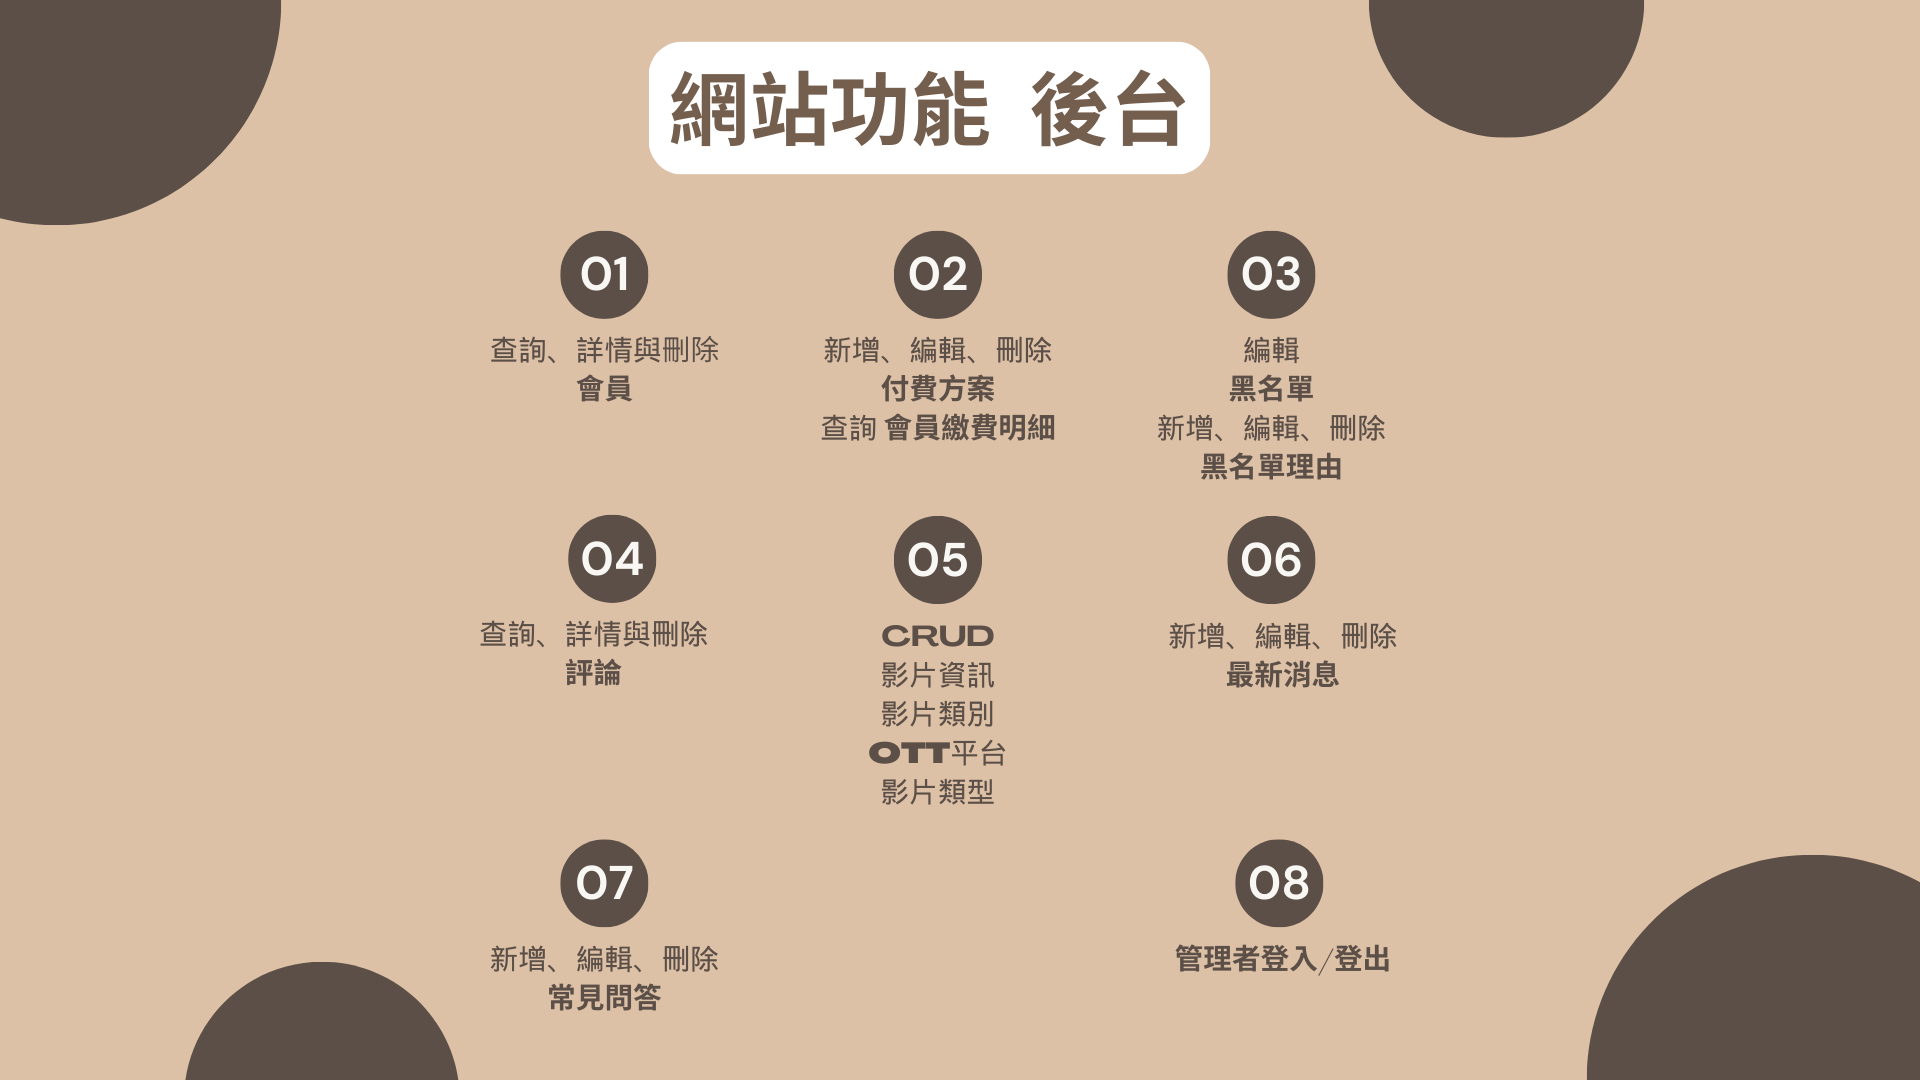 網站功能 後台
01
查詢、詳情與刪除
會員
02
新增、編輯、刪除
付費方案
查詢 會員繳費明細
03
編輯
黑名單
新增、編輯、刪除
黑名單理由
04
查詢、詳情與刪除
評論
05
CRUD
影片資訊
影片類別
OTT平台
影片類型
06
新增、編輯、刪除
最新消息
07
新增、編輯、刪除
常見問答
08
管理者登入/登出